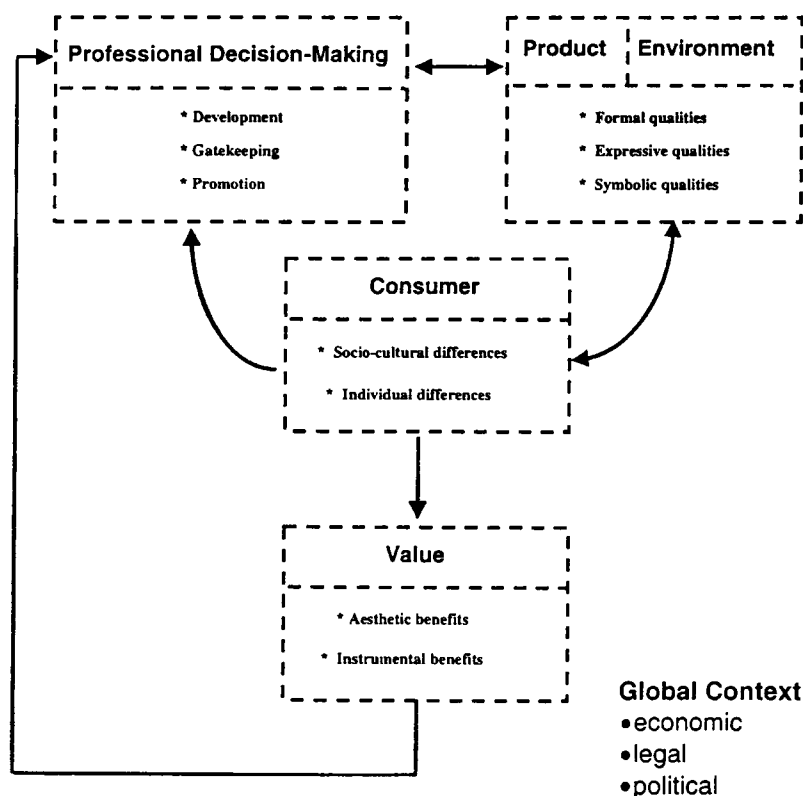 Professional Decision-Making
* Development
* Gatekeeping
* Promotion
Product Environment
* Formal qualities
* Expressive qualities
* Symbolic qualities
Consumer
* Socio-cultural differences
* Individual differences
Value
* Aesthetic benefits
* Instrumental benefits
Global Context
•economic
•legal
•political